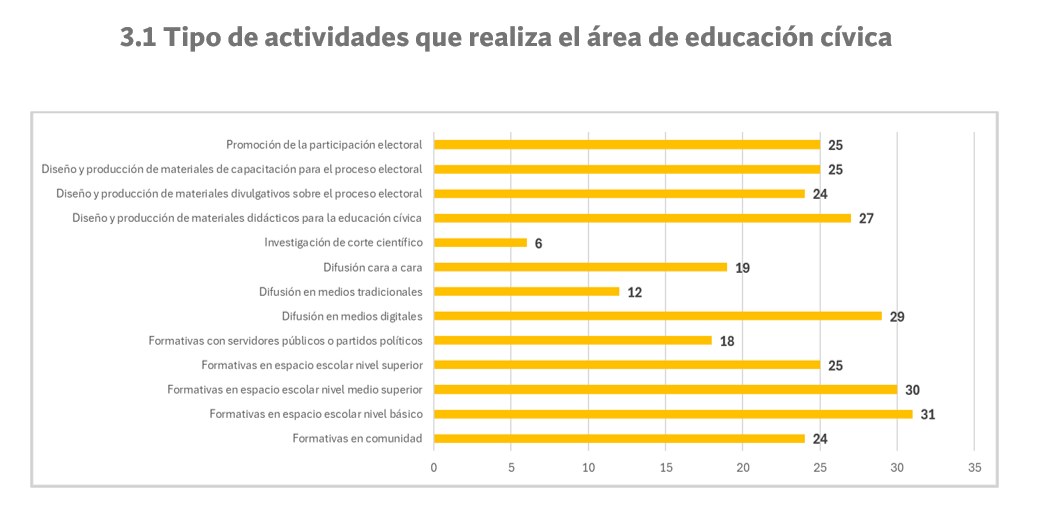 3.1 Tipo de actividades que realiza el área de educación cívica
Promoción de la participación electoral 25
Diseño y producción de materiales de capacitación para el proceso electoral 25
Diseño y producción de materiales divulgativos sobre el proceso electoral 24
Diseño y producción de materiales didácticos para la educación cívica 27
Investigación de corte científico 6
Difusión cara a cara 19
Difusión en medios tradicionales 12
Difusión en medios digitales 29
Formativas con servidores públicos o partidos políticos 18
Formativas en espacio escolar nivel superior 25
Formativas en espacio escolar nivel medio superior 30
Formativas en espacio escolar nivel básico 31
Formativas en comunidad 24
0 5 10 15 20 25 30 35